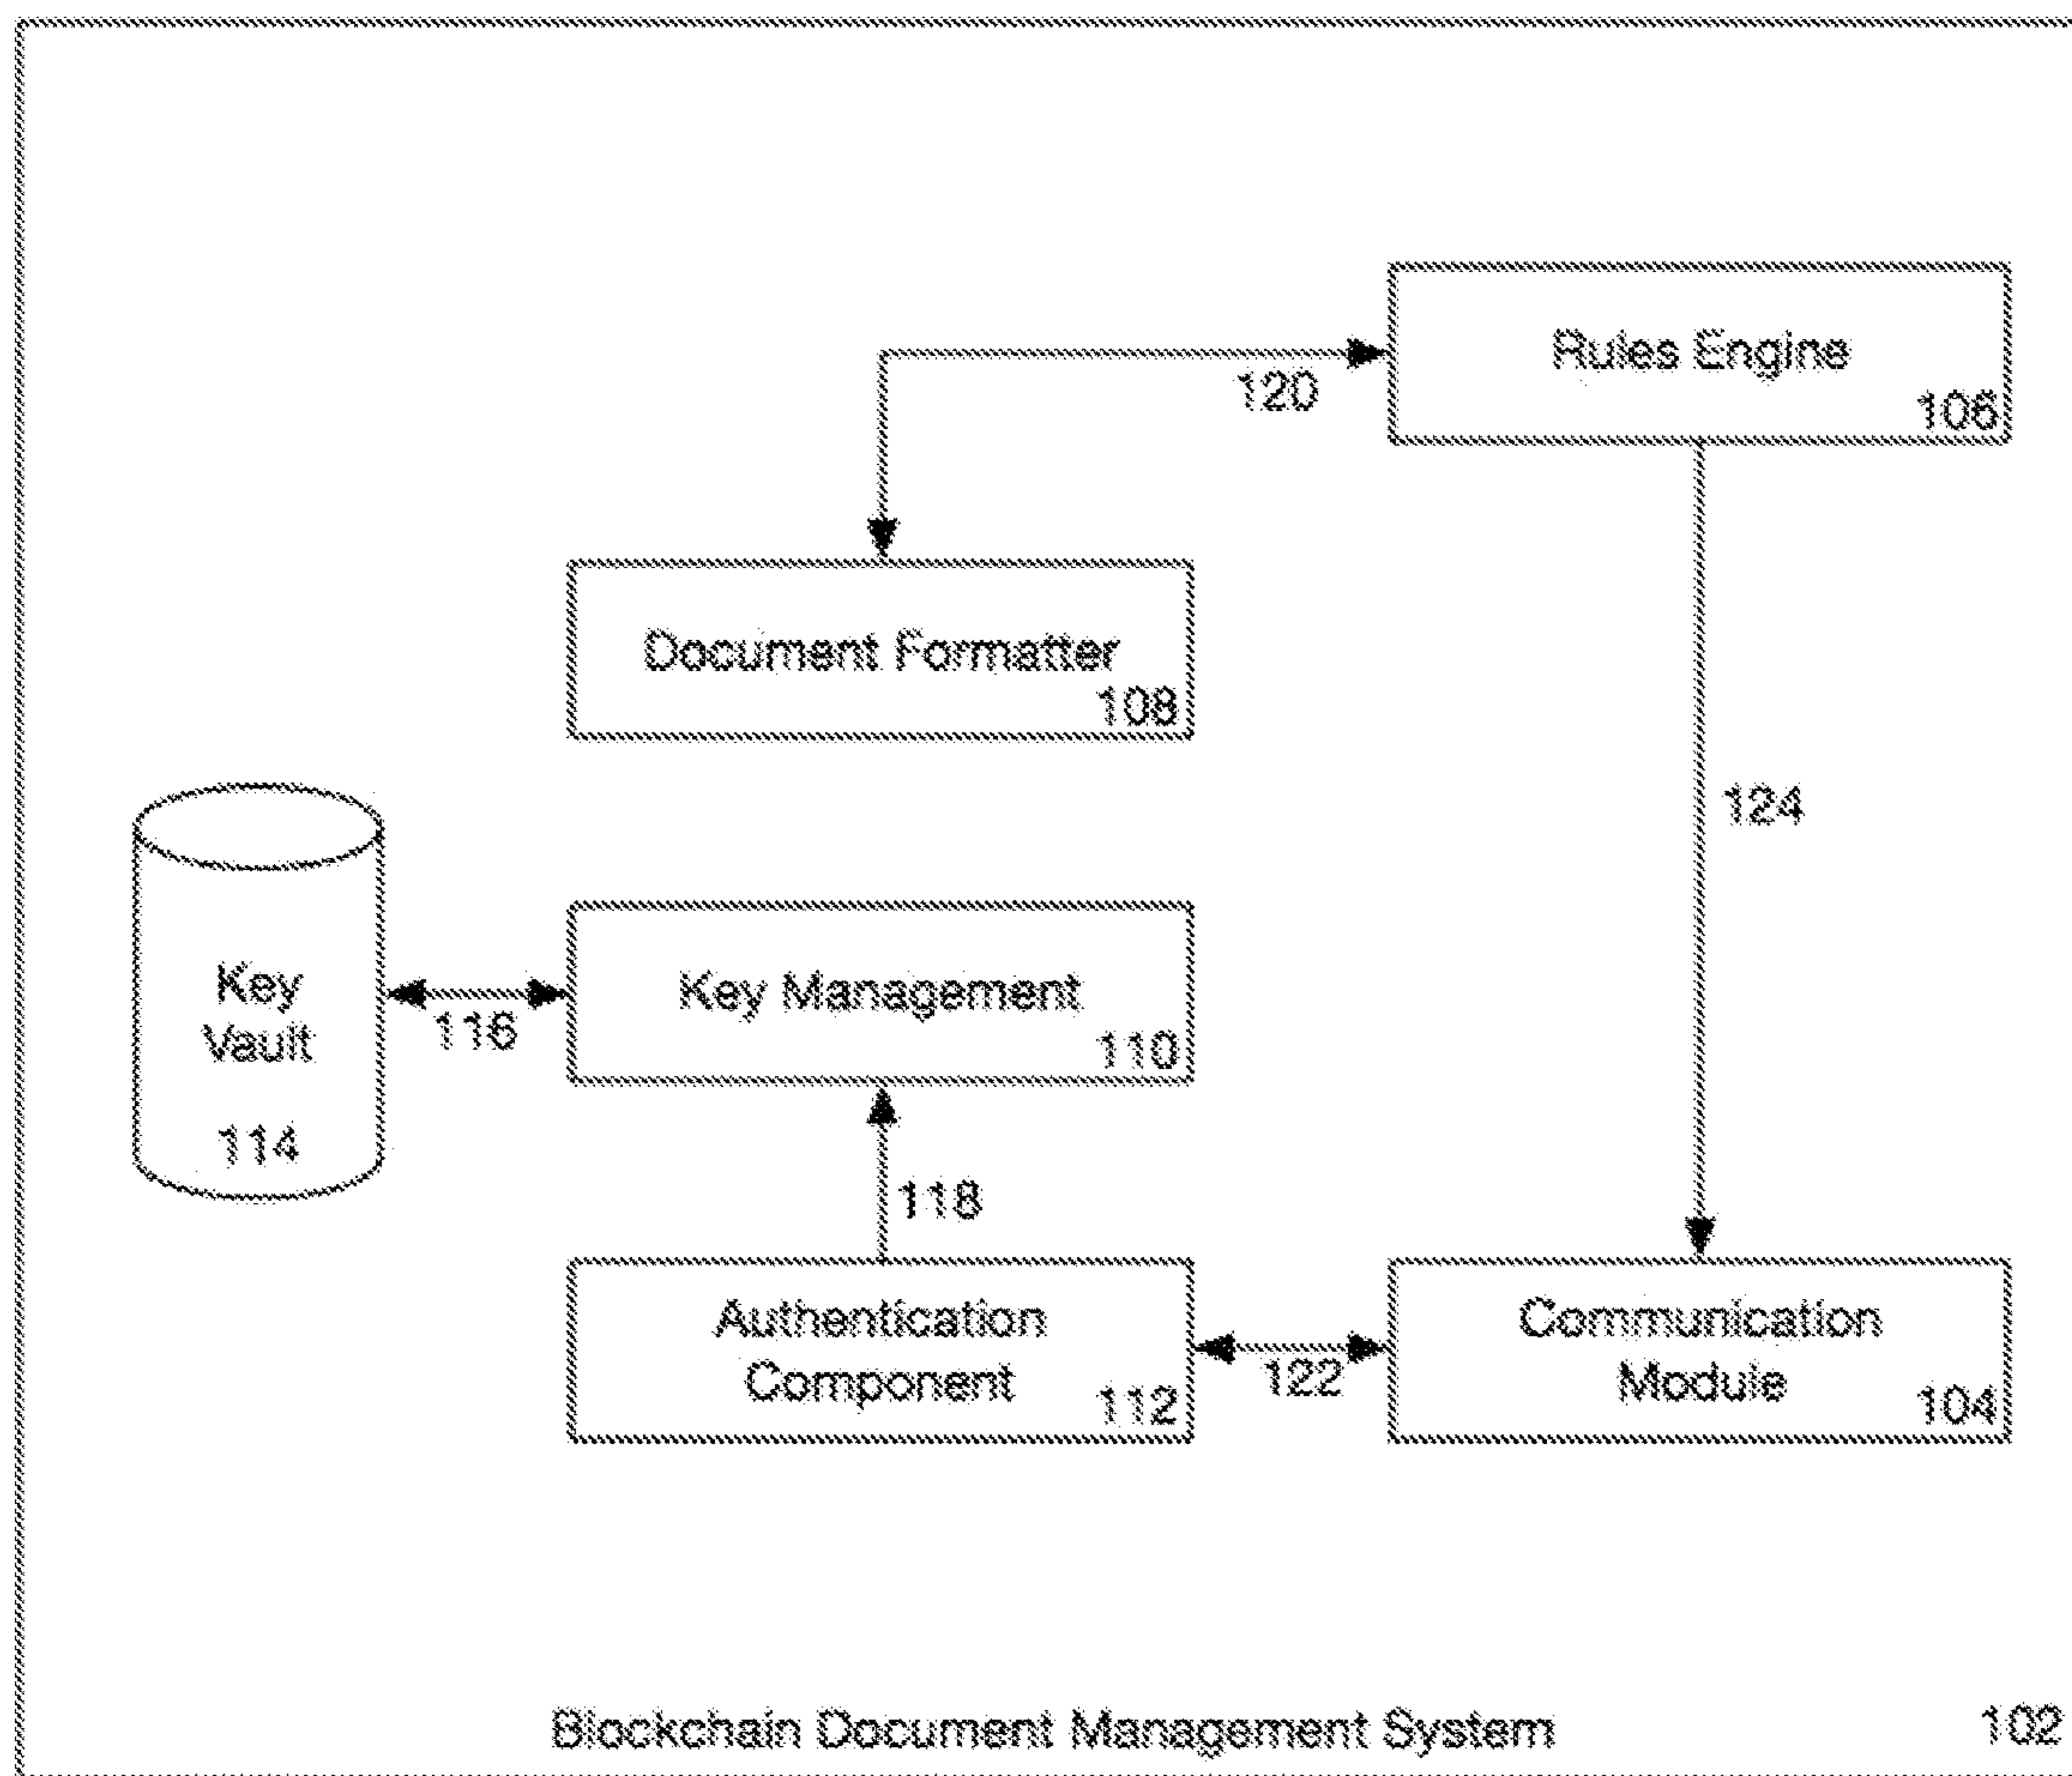 Rules Engine
106
120
Document Formatter
108
124
Key
Vault
114
116
Key Management
110
118
Authentication
Component
112
122
Communication
Module
104
Blockchain Document Management System
102